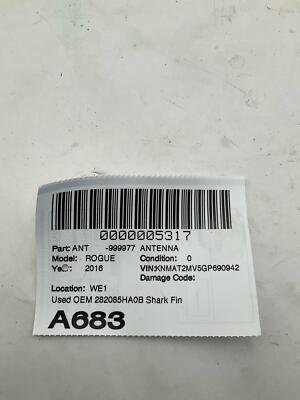 0000005317
Part: ANT -999977 ANTENNA
Model: ROGUE Condition: 0
Year: 2016 VIN:KNMAT2MV5GP690942
Damage Code:
Location: WE1
Used OEM 282085HA0B Shark Fin
A683